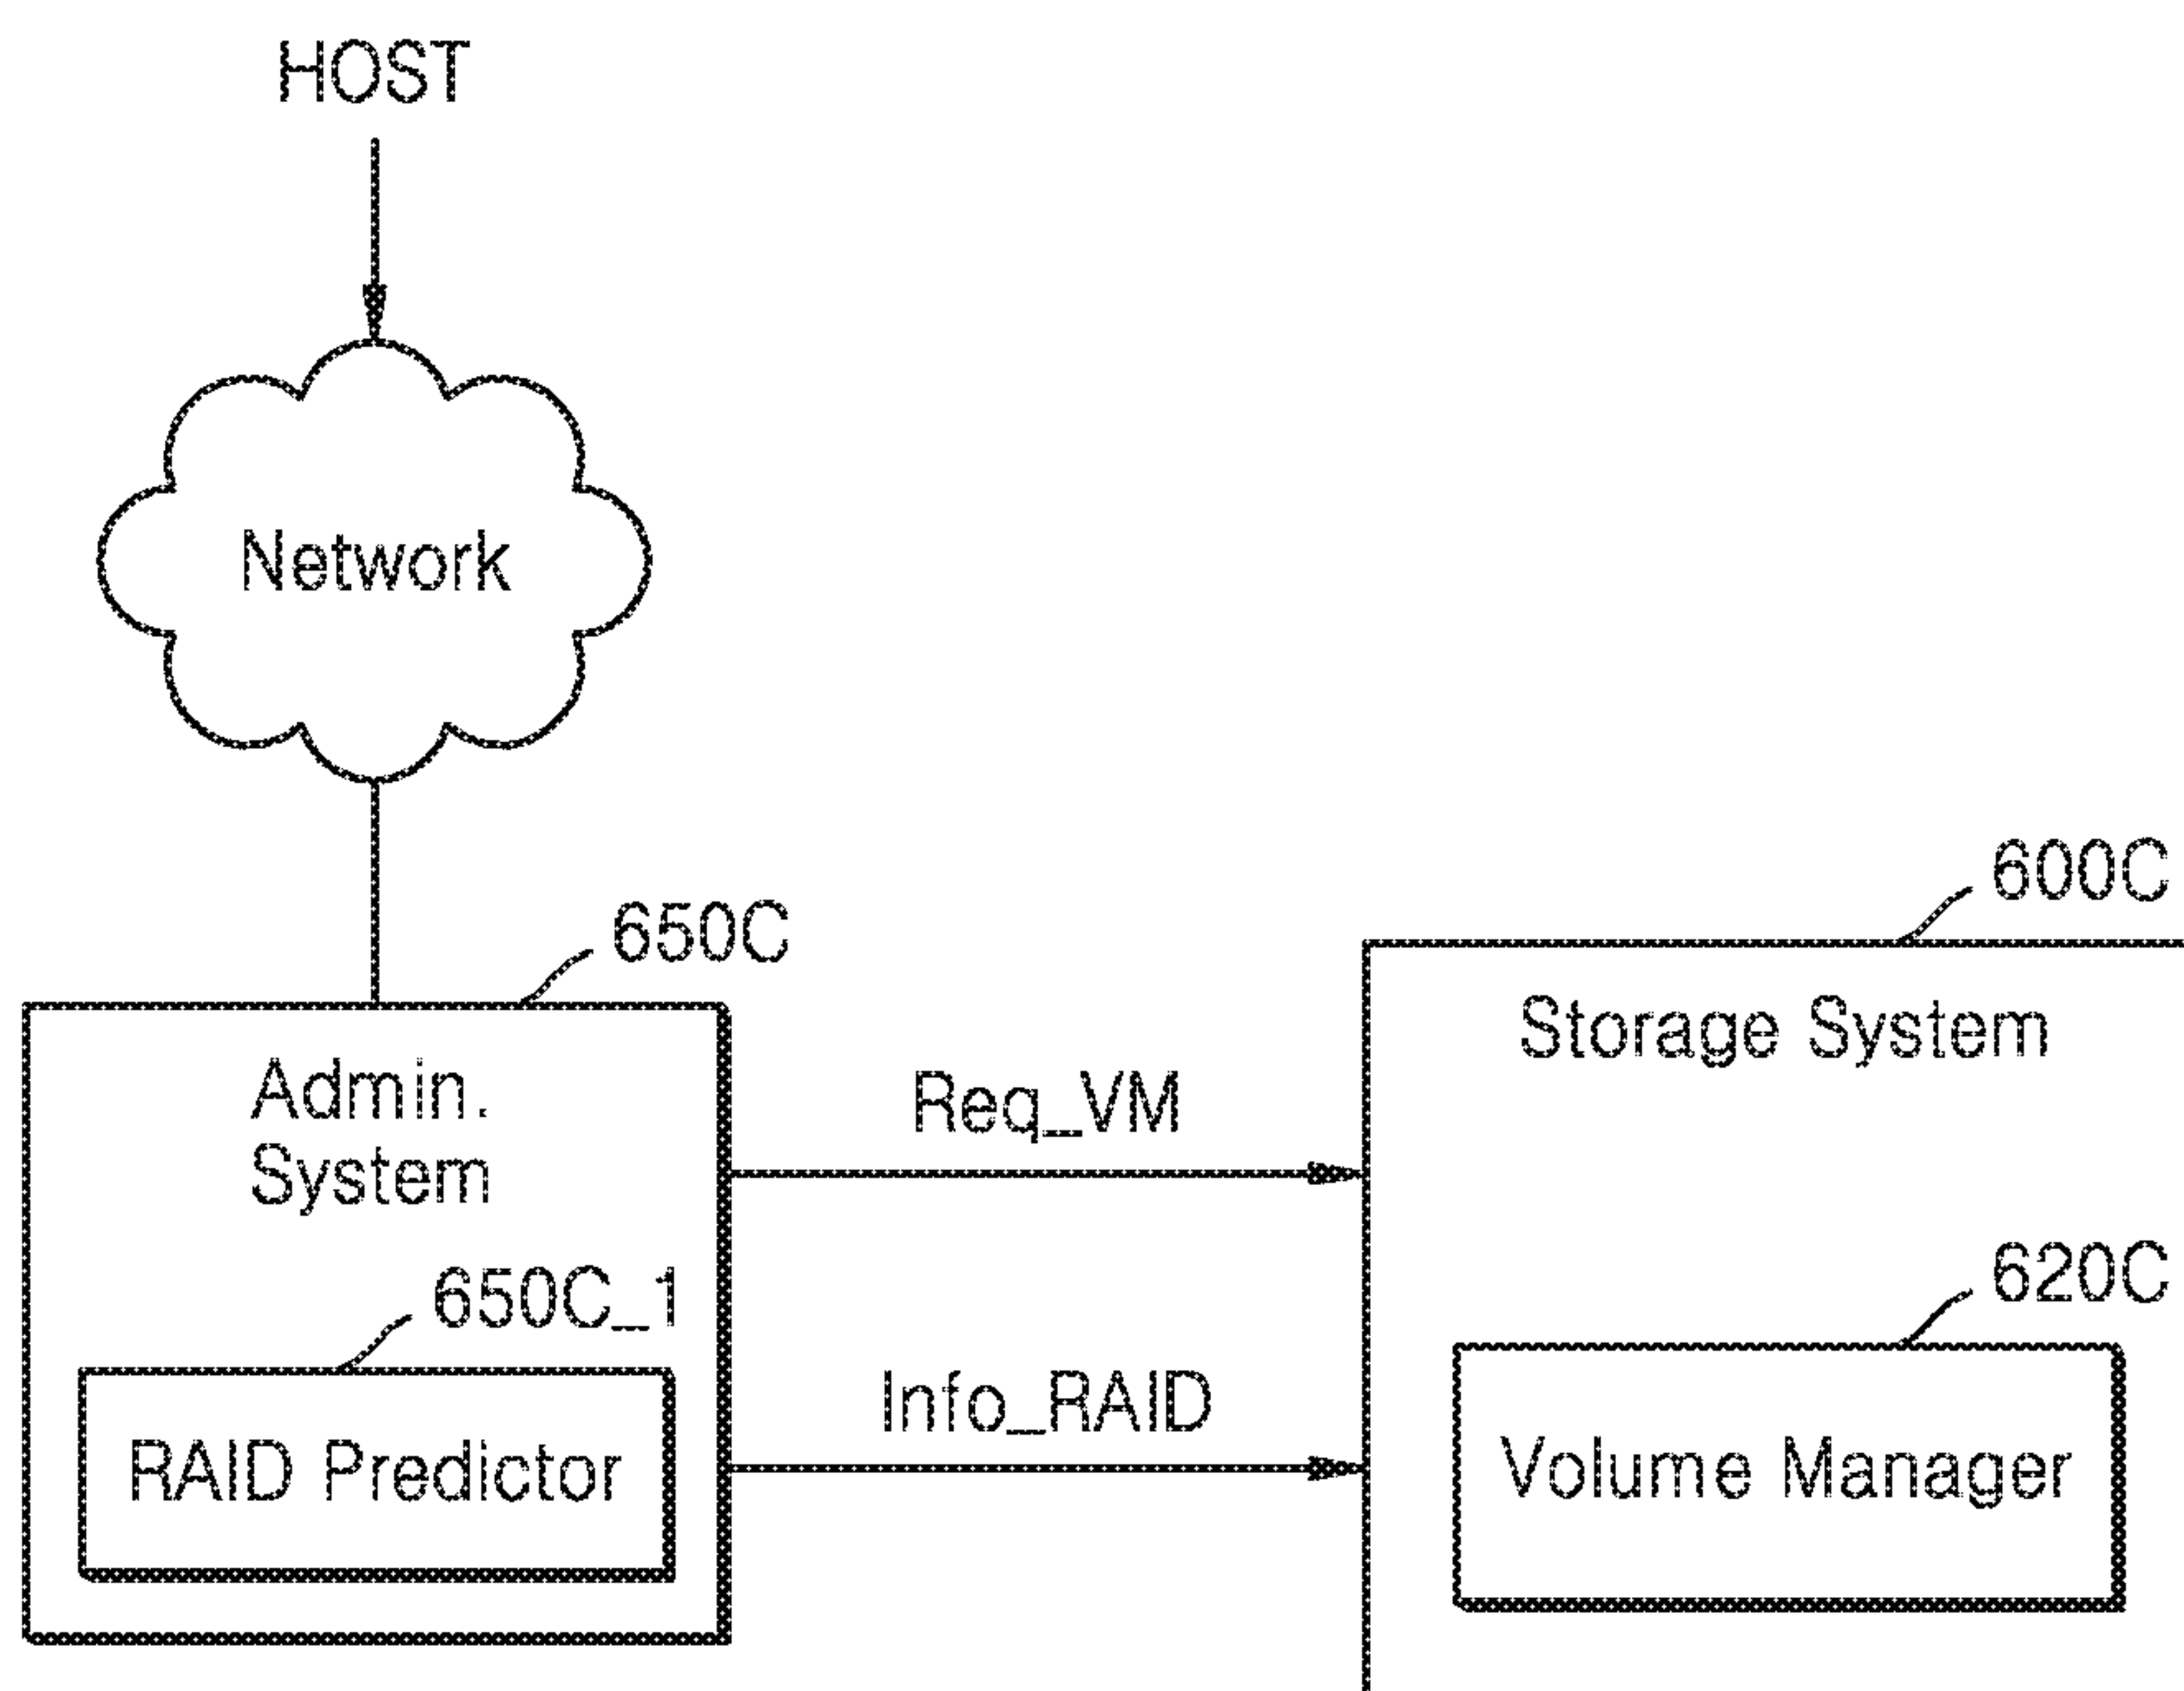 HOST
Network
600C
650C
Storage System
Admin.
System
Req_VM
620C
650C_1
Info_RAID
Volume Manager
RAID Predictor